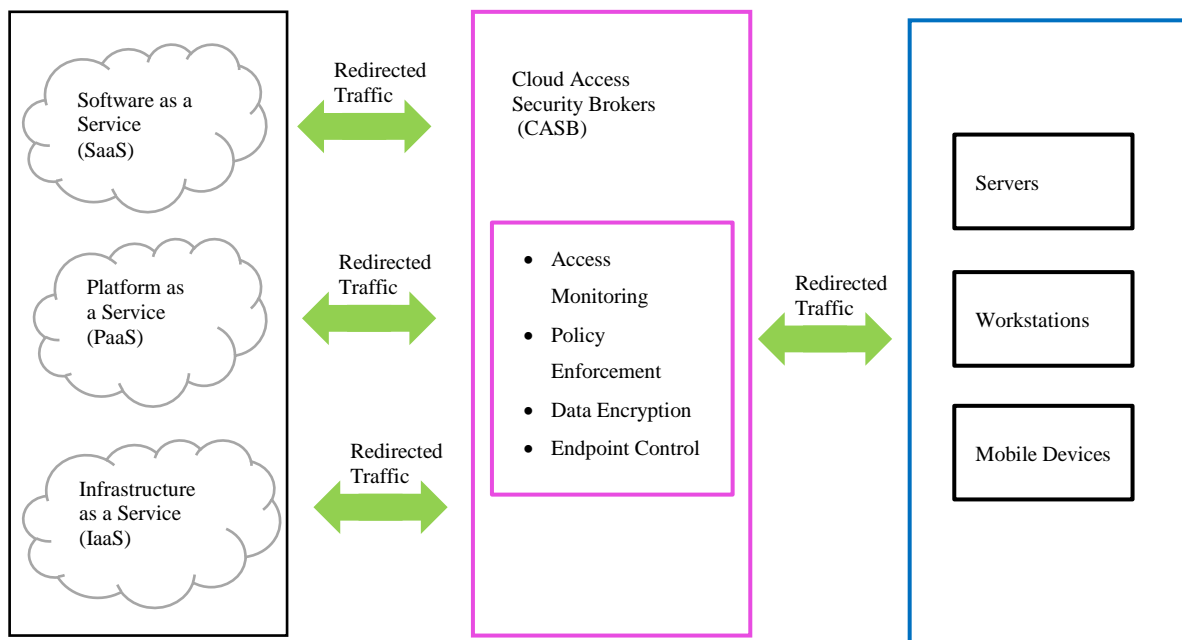 Software as a
Service
(SaaS)
Platform as
a Service
(PaaS)
Infrastructure
as a Service
(IaaS)
Redirected
Traffic
Redirected
Traffic
Redirected
Traffic
Cloud Access
Security Brokers
(CASB)
• Access
Monitoring
• Policy
Enforcement
• Data Encryption
• Endpoint Control
Redirected
Traffic
Servers
Workstations
Mobile Devices